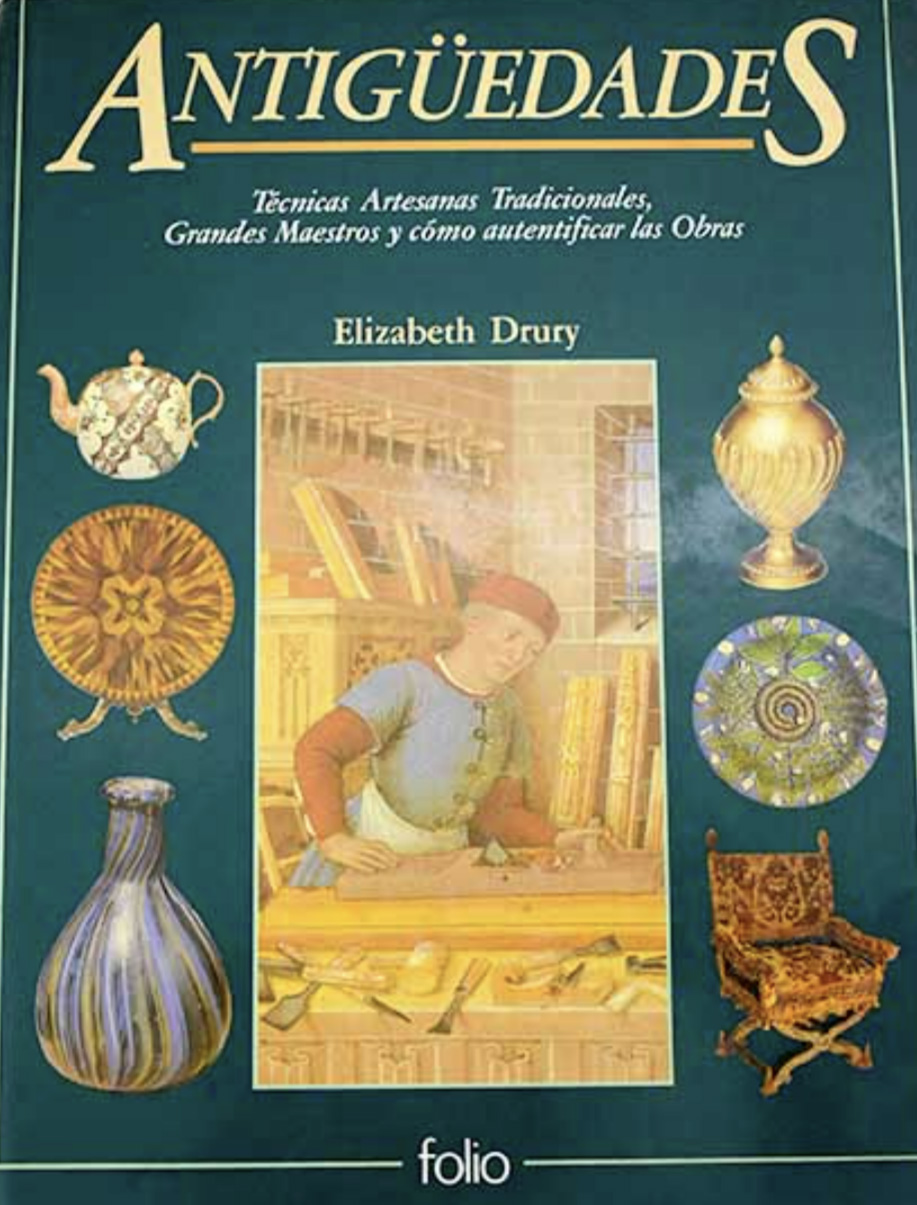 ANTIGÜEDADES
Técnicas Artesanas Tradicionales,
Grandes Maestros y cómo autentificar las Obras
Elizabeth Drury
folio